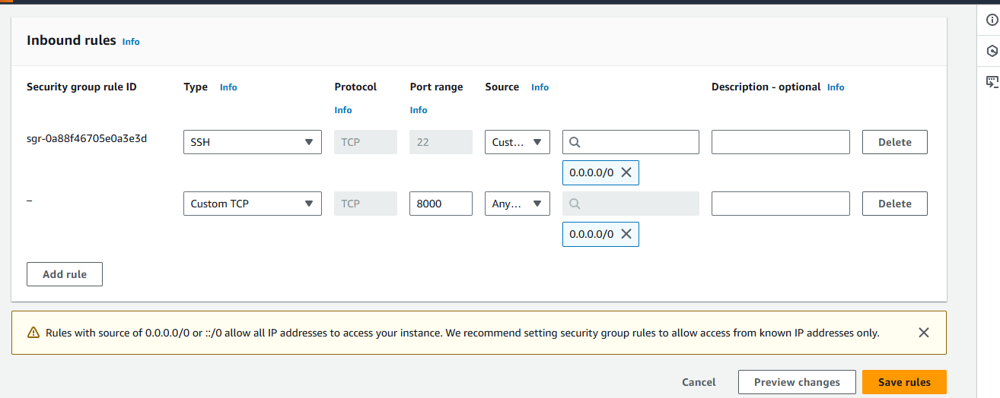 Inbound rules Info
Security group rule ID Type Info Protocol Info Port range Info Source Info Description - optional Info
sgr-0a88f46705e0a3e3d SSH TCP 22 Cust... Delete
0.0.0.0/0
– Custom TCP TCP 8000 Any... Delete
0.0.0.0/0
Add rule
Rules with source of 0.0.0.0/0 or ::/0 allow all IP addresses to access your instance. We recommend setting security group rules to allow access from known IP addresses only.
Cancel Preview changes Save rules